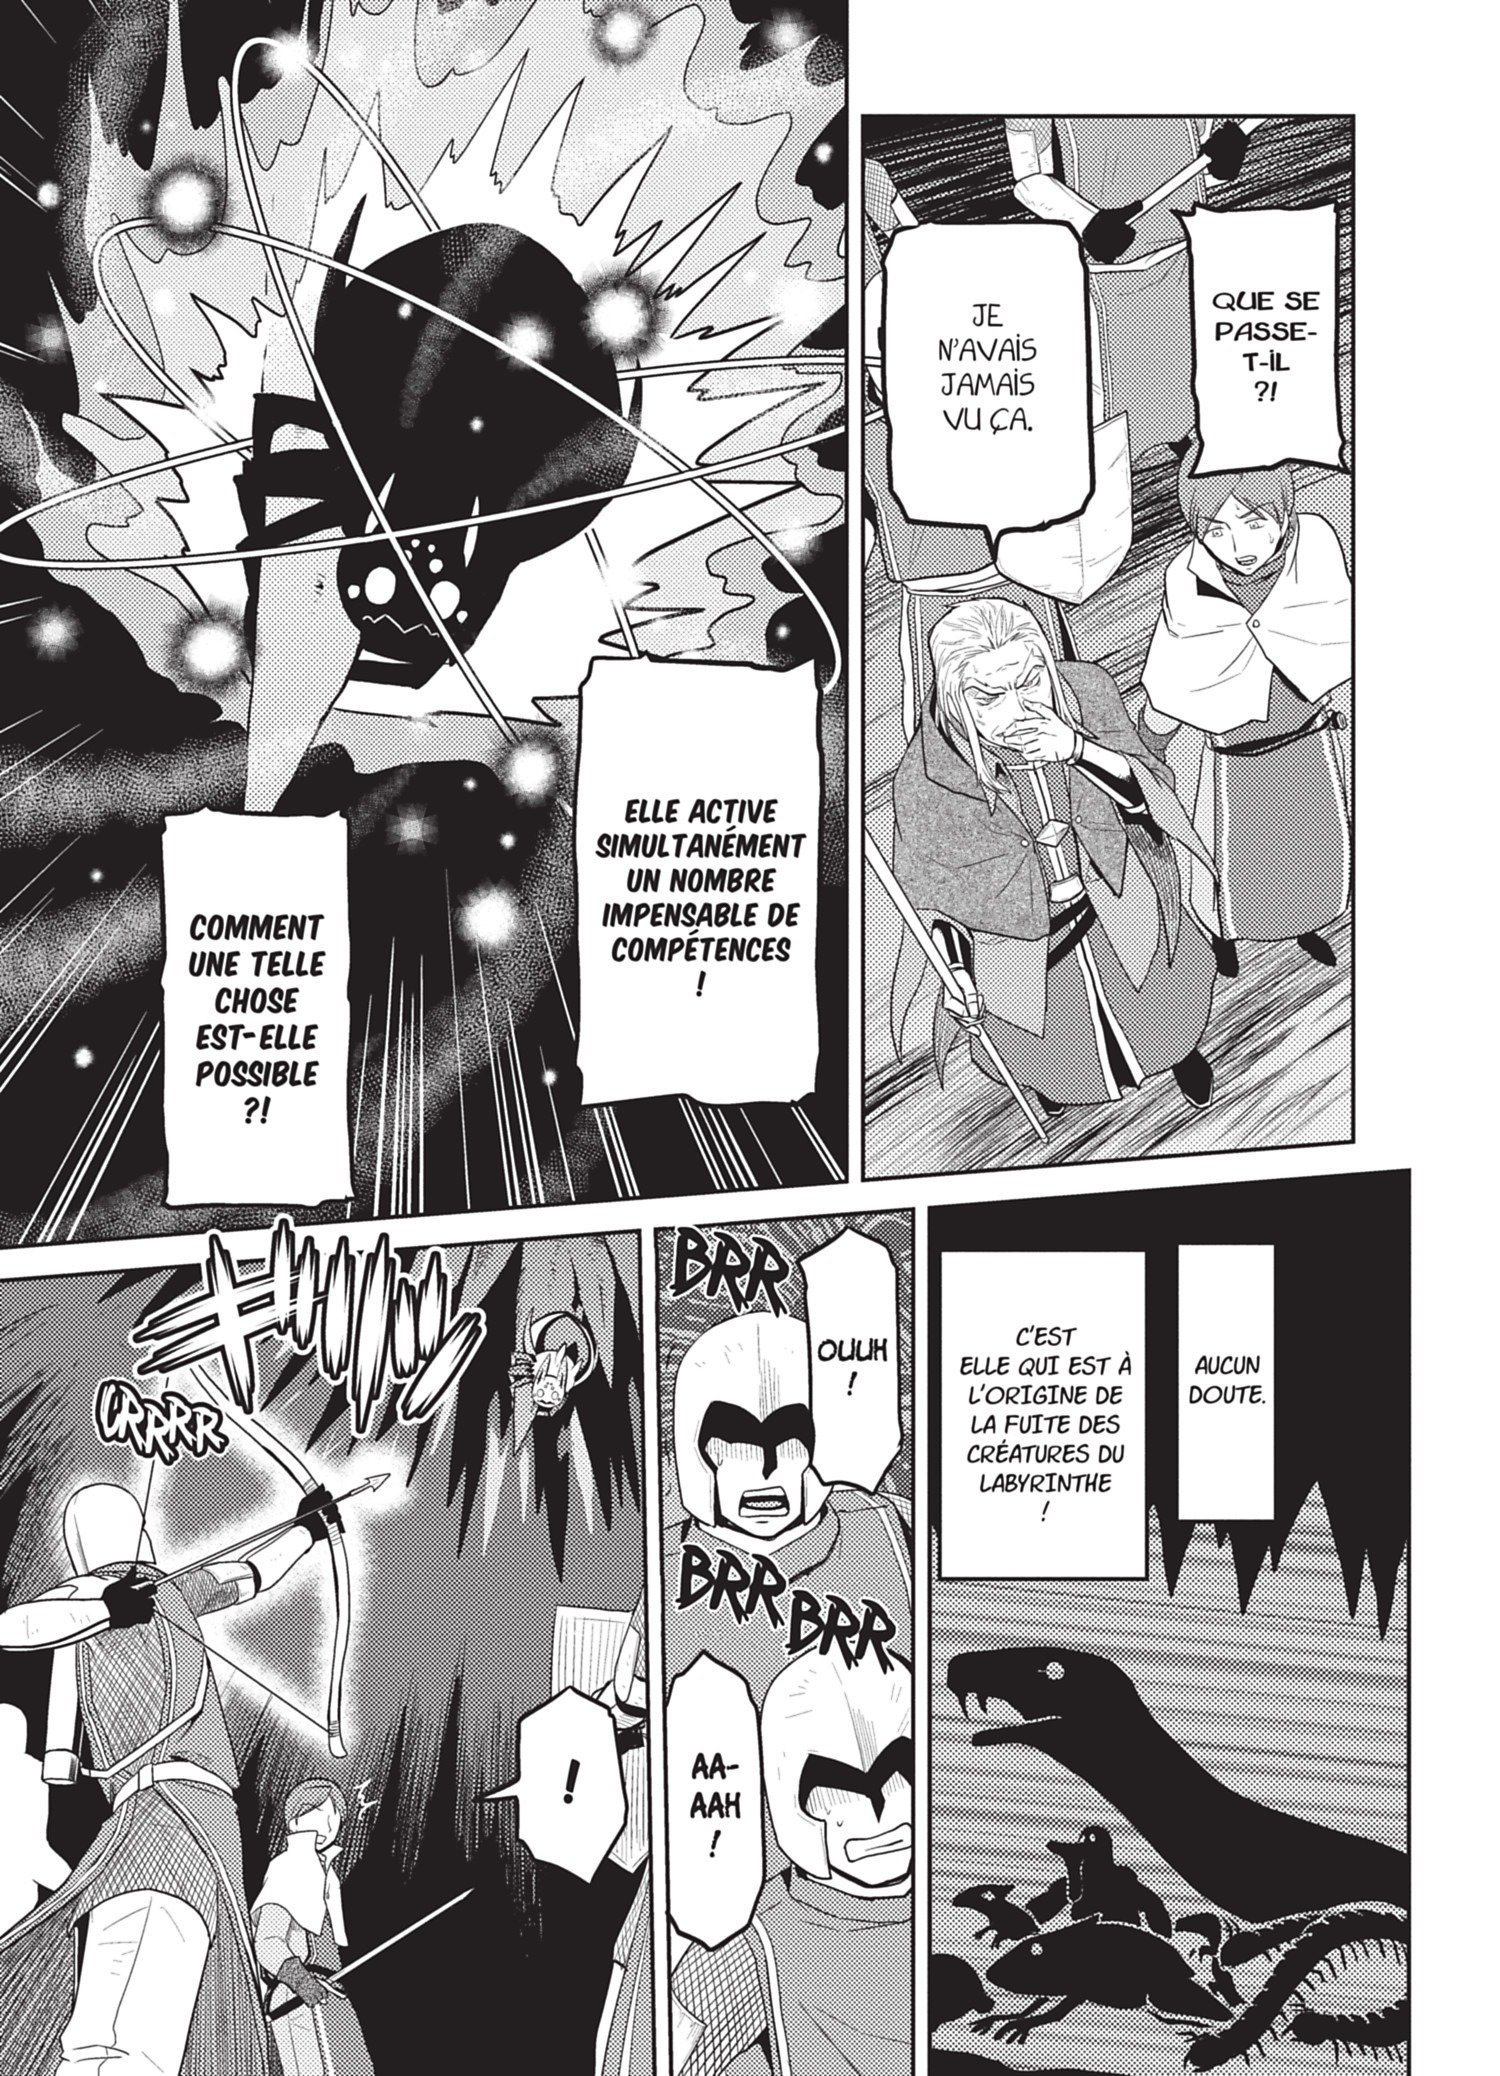 QUE SE
PASSE-
T-IL
?!
JE
N'AVAIS
JAMAIS
VU ÇA.
ELLE ACTIVE
SIMULTANÉMENT
UN NOMBRE
IMPENSABLE DE
COMPÉTENCES
!
COMMENT
UNE TELLE
CHOSE
EST-ELLE
POSSIBLE
?!
AUCUN
DOUTE.
C'EST
ELLE QUI EST À
L'ORIGINE DE
LA FUITE DES
CRÉATURES DU
LABYRINTHE
!
BRR
OUUH
!
BRR
BRR
AA-
AAH
!
CRRRR
!